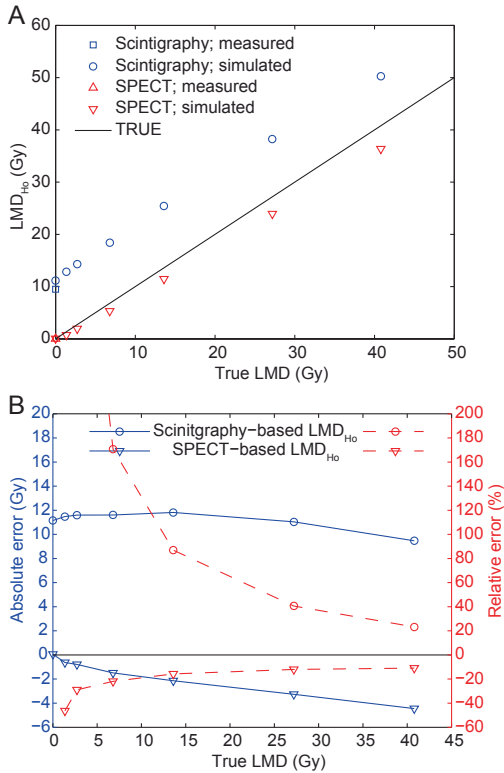 A
LMD_Ho (Gy)
60
50
40
30
20
10
0
Scintigraphy; measured
Scintigraphy; simulated
SPECT; measured
SPECT; simulated
TRUE
0 10 20 30 40 50
True LMD (Gy)
B
Absolute error (Gy)
20
18
16
14
12
10
8
6
4
2
0
−2
−4
−6
Scinitgraphy−based LMD_Ho
SPECT−based LMD_Ho
200
180
160
140
120
100
80
60
40
20
0
−20
−40
−60
Relative error (%)
0 5 10 15 20 25 30 35 40 45
True LMD (Gy)